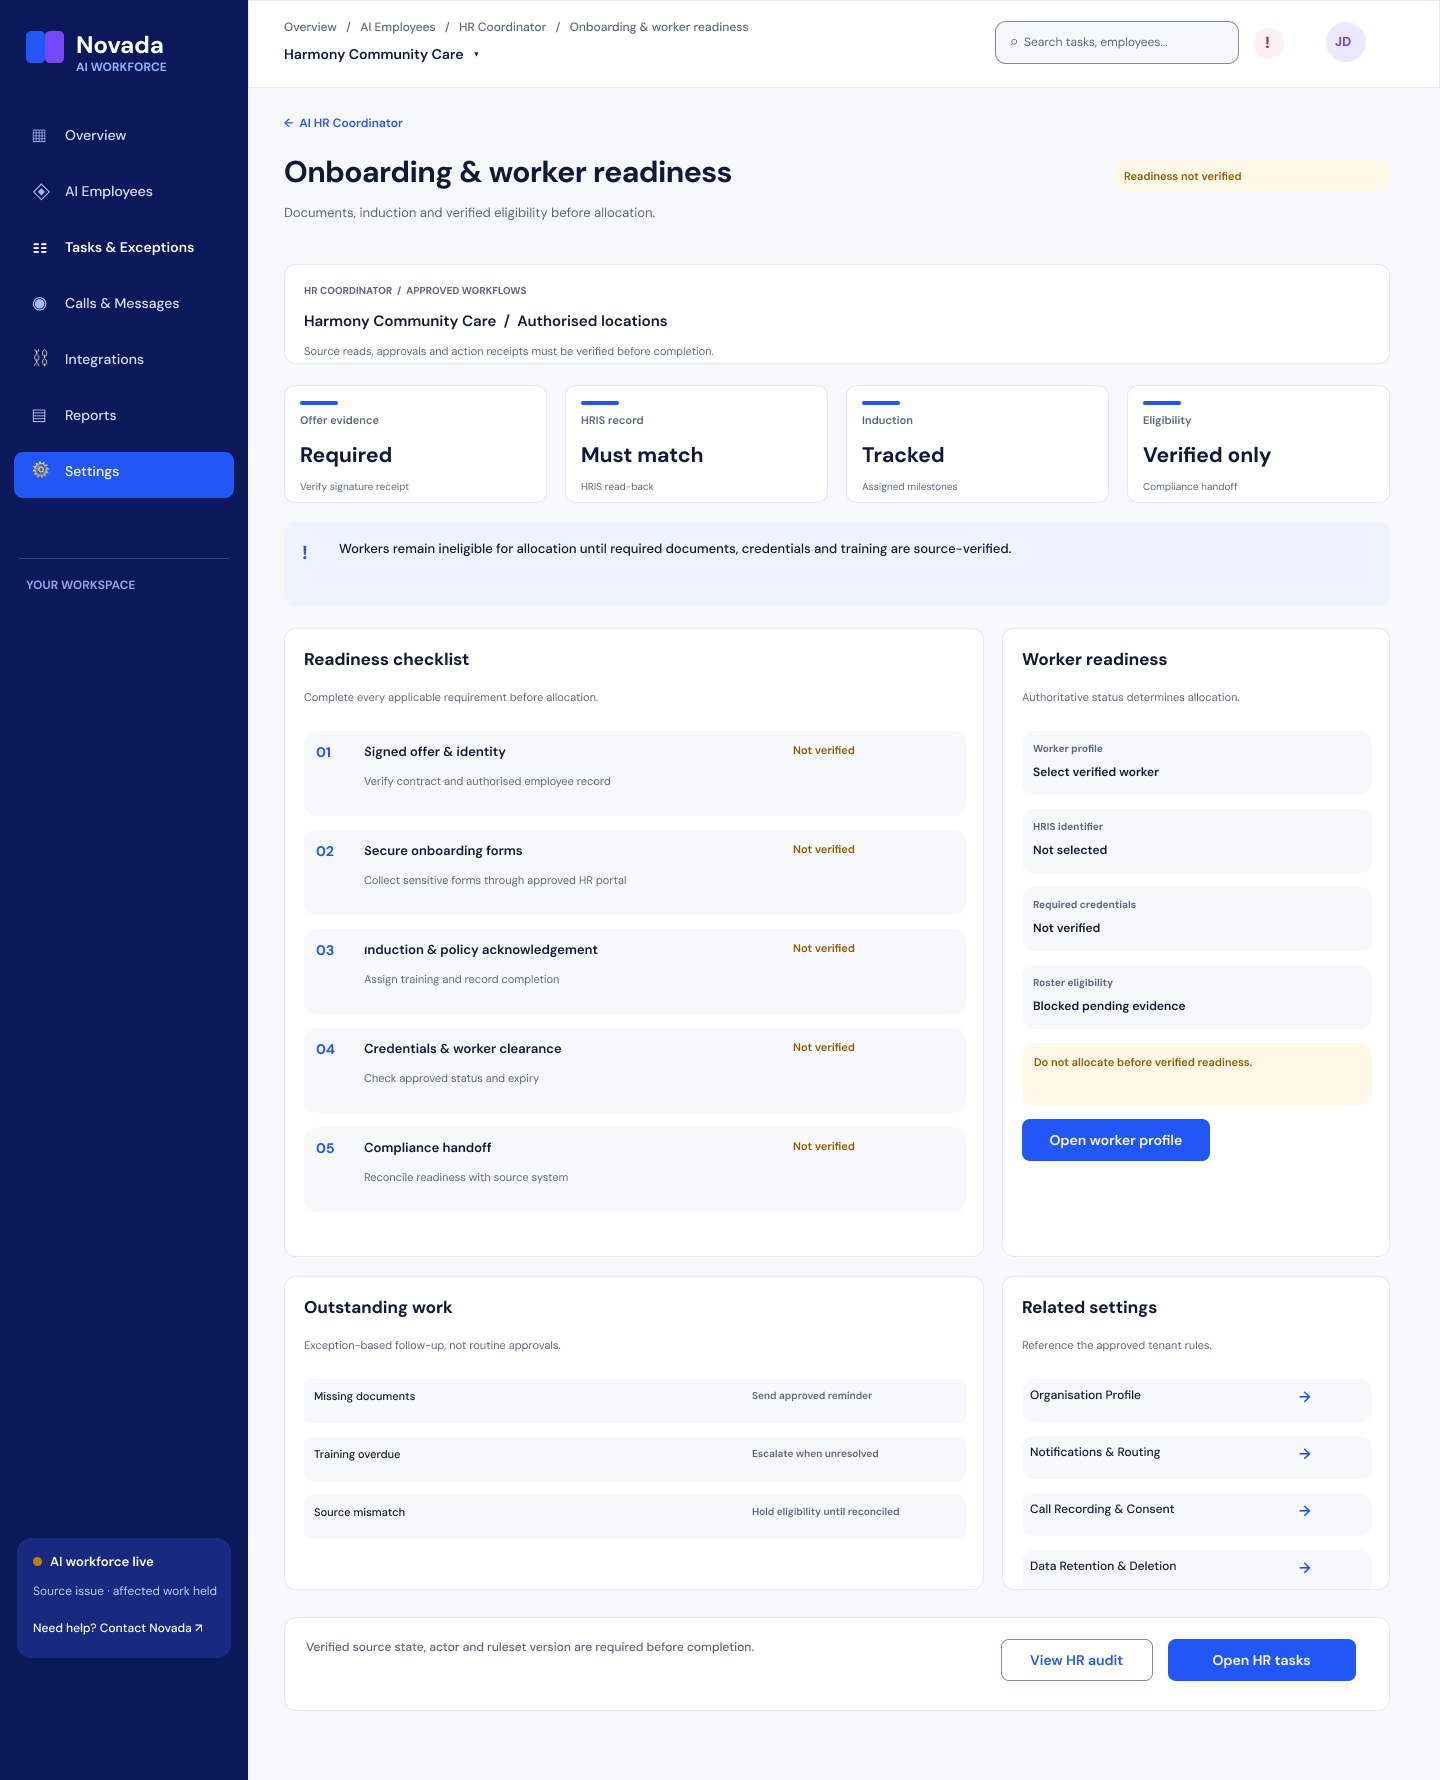 Novada
AI WORKFORCE
Overview
AI Employees
Tasks & Exceptions
Calls & Messages
Integrations
Reports
Settings
YOUR WORKSPACE
AI workforce live
Source issue · affected work held
Need help? Contact Novada ↗
Overview / AI Employees / HR Coordinator / Onboarding & worker readiness
Harmony Community Care ▾
Search tasks, employees...
!
JD
← AI HR Coordinator
Onboarding & worker readiness
Readiness not verified
Documents, induction and verified eligibility before allocation.
HR COORDINATOR / APPROVED WORKFLOWS
Harmony Community Care / Authorised locations
Source reads, approvals and action receipts must be verified before completion.
Offer evidence
Required
Verify signature receipt
HRIS record
Must match
HRIS read-back
Induction
Tracked
Assigned milestones
Eligibility
Verified only
Compliance handoff
! Workers remain ineligible for allocation until required documents, credentials and training are source-verified.
Readiness checklist
Complete every applicable requirement before allocation.
01 Signed offer & identity Not verified
Verify contract and authorised employee record
02 Secure onboarding forms Not verified
Collect sensitive forms through approved HR portal
03 Induction & policy acknowledgement Not verified
Assign training and record completion
04 Credentials & worker clearance Not verified
Check approved status and expiry
05 Compliance handoff Not verified
Reconcile readiness with source system
Worker readiness
Authoritative status determines allocation.
Worker profile
Select verified worker
HRIS identifier
Not selected
Required credentials
Not verified
Roster eligibility
Blocked pending evidence
Do not allocate before verified readiness.
Open worker profile
Outstanding work
Exception-based follow-up, not routine approvals.
Missing documents Send approved reminder
Training overdue Escalate when unresolved
Source mismatch Hold eligibility until reconciled
Related settings
Reference the approved tenant rules.
Organisation Profile →
Notifications & Routing →
Call Recording & Consent →
Data Retention & Deletion →
Verified source state, actor and ruleset version are required before completion.
View HR audit
Open HR tasks